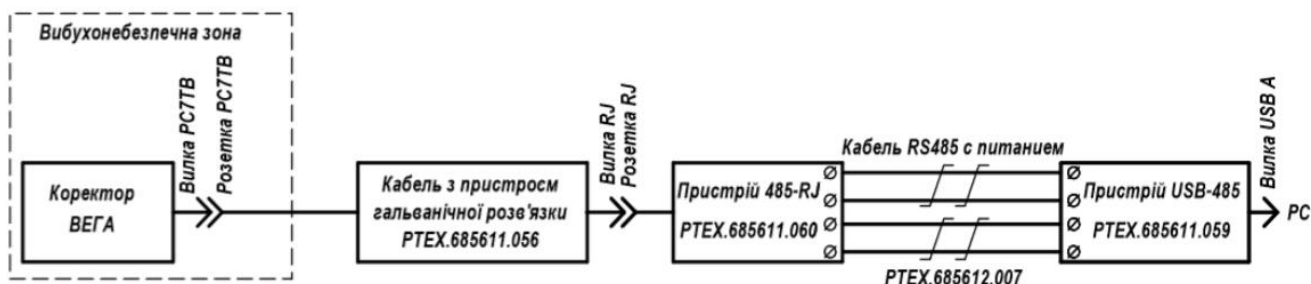 Вибухонебезпечна зона
Вилка РС7ТВ
Розетка РС7ТВ
Коректор
ВЕГА
Кабель з пристроєм
гальванічної розв'язки
РТЕХ.685611.056
Вилка RJ
Розетка RJ
Пристрій 485-RJ
РТЕХ.685611.060
Кабель RS485 с питанием
РТЕХ.685612.007
Пристрій USB-485
РТЕХ.685611.059
Вилка USB A
PC